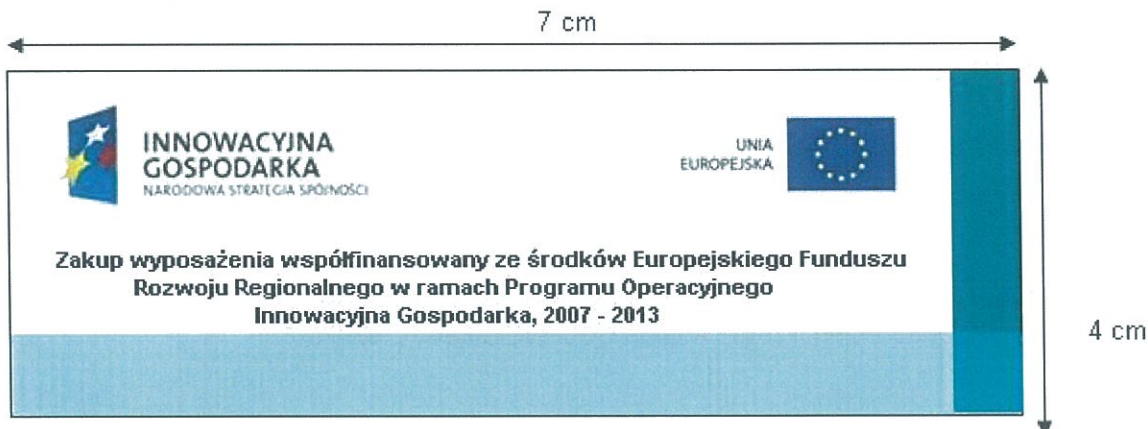 7 cm
INNOWACYJNA
GOSPODARKA
NARODOWA STRATEGIA SPÓJNOŚCI
UNIA
EUROPEJSKA
Zakup wyposażenia współfinansowany ze środków Europejskiego Funduszu
Rozwoju Regionalnego w ramach Programu Operacyjnego
Innowacyjna Gospodarka, 2007 - 2013
4 cm